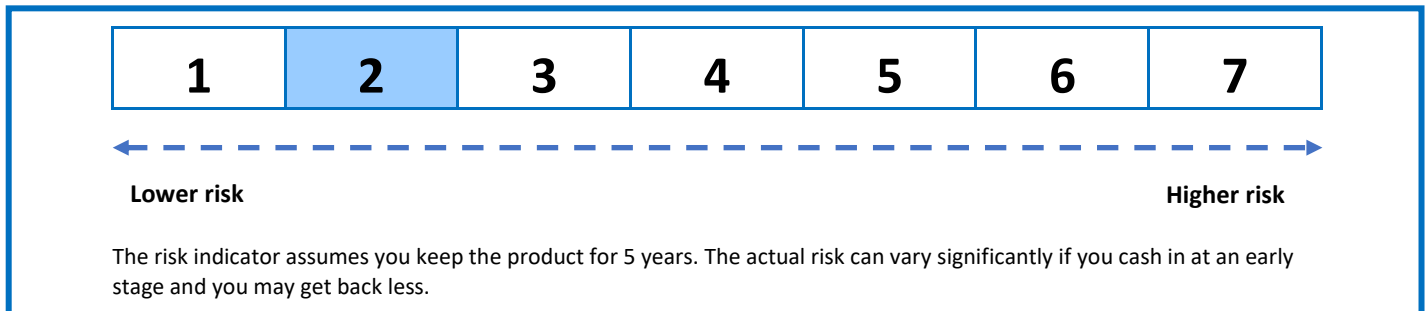 1 2 3 4 5 6 7
Lower risk Higher risk
The risk indicator assumes you keep the product for 5 years. The actual risk can vary significantly if you cash in at an early
stage and you may get back less.